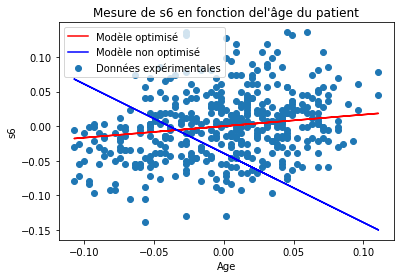 Mesure de s6 en fonction del'âge du patient
Modèle optimisé
Modèle non optimisé
Données expérimentales
0.10
0.05
0.00
−0.05
−0.10
−0.15
s6
−0.10
−0.05
0.00
0.05
0.10
Age